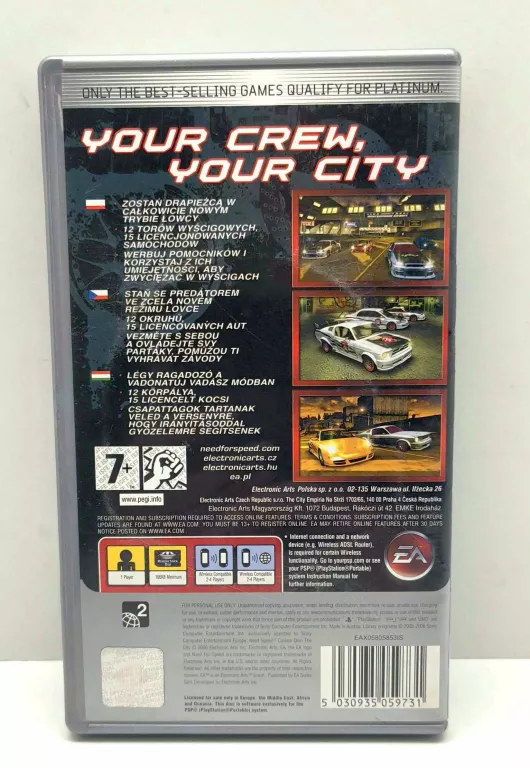 ONLY THE BEST-SELLING GAMES QUALIFY FOR PLATINUM.
YOUR CREW,
YOUR CITY
ZOSTAŃ DRAPIEŻCĄ W
CAŁKOWICIE NOWYM
TRYBIE ŁOWCY
12 TORÓW WYŚCIGOWYCH,
15 LICENCJONOWANYCH
SAMOCHODÓW
WERBUJ POMOCNIKÓW I
KORZYSTAJ Z ICH
UMIEJĘTNOŚCI, ABY
ZWYCIĘŻAĆ W WYŚCIGACH
STAŇ SE PREDÁTOREM
VE ZCELA NOVÉM
REŽIMU LOVCE
12 OKRUHŮ,
15 LICENCOVANÝCH AUT
VEZMĚTE S SEBOU
A OVLÁDEJTE SVÝ
PARŤÁKY, POMŮŽOU TI
VYHRÁVAT ZÁVODY
LÉGY RAGADOZÓ A
VADONATÚJ VADÁSZ MÓDBAN
12 KÖRPÁLYA,
15 LICENCELT KOCSI
CSAPATTAGOK TARTANAK
VELED A VERSENYRE,
HOGY IRÁNYÍTÁSODDAL
GYŐZELEMRE SEGÍTSENEK
7+
www.pegi.info
needforspeed.com
electronicarts.cz
electronicarts.hu
ea.pl
Electronic Arts Polska sp. z o.o. 02-135 Warszawa ul. Iłżecka 26
Electronic Arts Czech Republic s.r.o. The City Empiria Na Strži 1702/65, 140 00 Praha 4 Česká Republika
Electronic Arts Magyarország Kft. 1072 Budapest, Rákóczi út 42. EMKE Irodaház
REGISTRATION AND SUBSCRIPTION REQUIRED TO ACCESS ONLINE FEATURES. TERMS & CONDITIONS, SUBSCRIPTION FEES AND FEATURE
UPDATES ARE FOUND ON WWW.EA.COM. YOU MUST BE 13+ TO REGISTER ONLINE. EA MAY RETIRE ONLINE FEATURES AFTER 30 DAYS
NOTICE POSTED ON WWW.EA.COM.
1 Player
Wireless Compatible
2-4 Players
Wireless Compatible
2-4 Players
• Internet connection and a network
device (e.g. Wireless ADSL Router),
is required for certain Wireless
functionality. Go to yourpsp.com or see
your PSP® (PlayStation®Portable)
system Instruction Manual for
further information.
EA
2
FOR PERSONAL USE ONLY.
Licensed for sale only in Europe, the Middle East, Africa
and Oceania. This disc is software exclusively for the
PSP® (PlayStation®Portable) system.
5 030935 059731